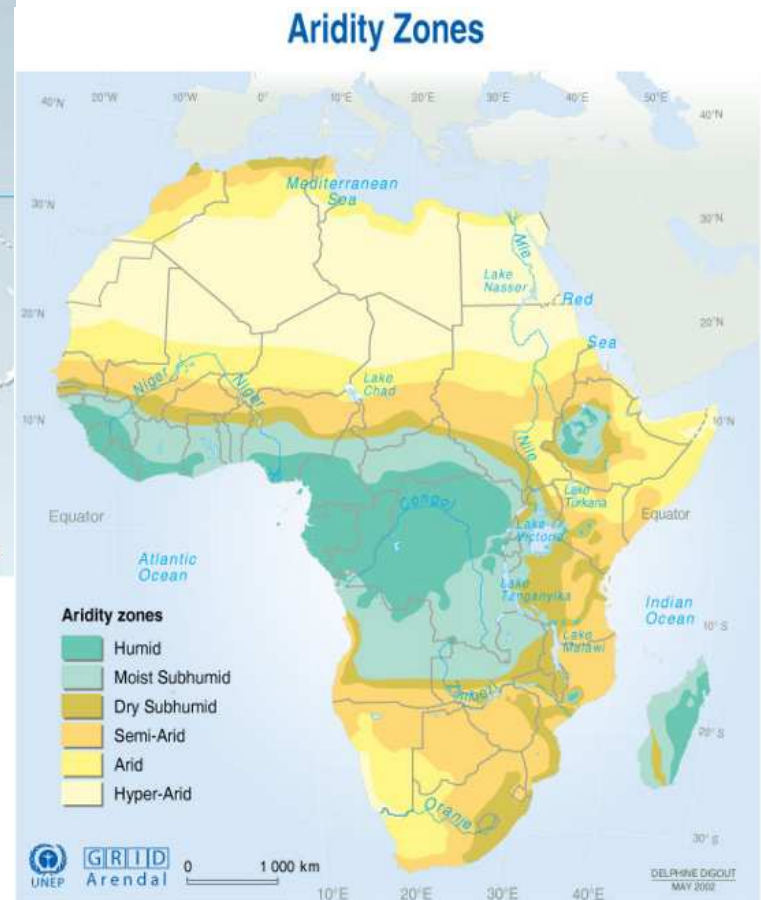 Aridity Zones
40°N
20°W
10°W
0°
10°E
20°E
30°E
40°E
50°E
40°N
Mediterranean
Sea
30°N
30°N
Nile
Lake
Nasser
Red
Sea
20°N
20°N
Niger
Niger
Lake
Chad
10°N
10°N
Nile
Lake
Turkana
Equator
Congo
Equator
Lake
Victoria
Atlantic
Ocean
Lake
Tanganyika
Indian
Ocean
10° S
Lake
Malawi
Aridity zones
Humid
Moist Subhumid
Dry Subhumid
Semi-Arid
Arid
Hyper-Arid
20° S
Oranje
30° S
UNEP
GRID
Arendal
0
1 000 km
10°E
20°E
30°E
40°E
DELPHINE DIGOUT
MAY 2002